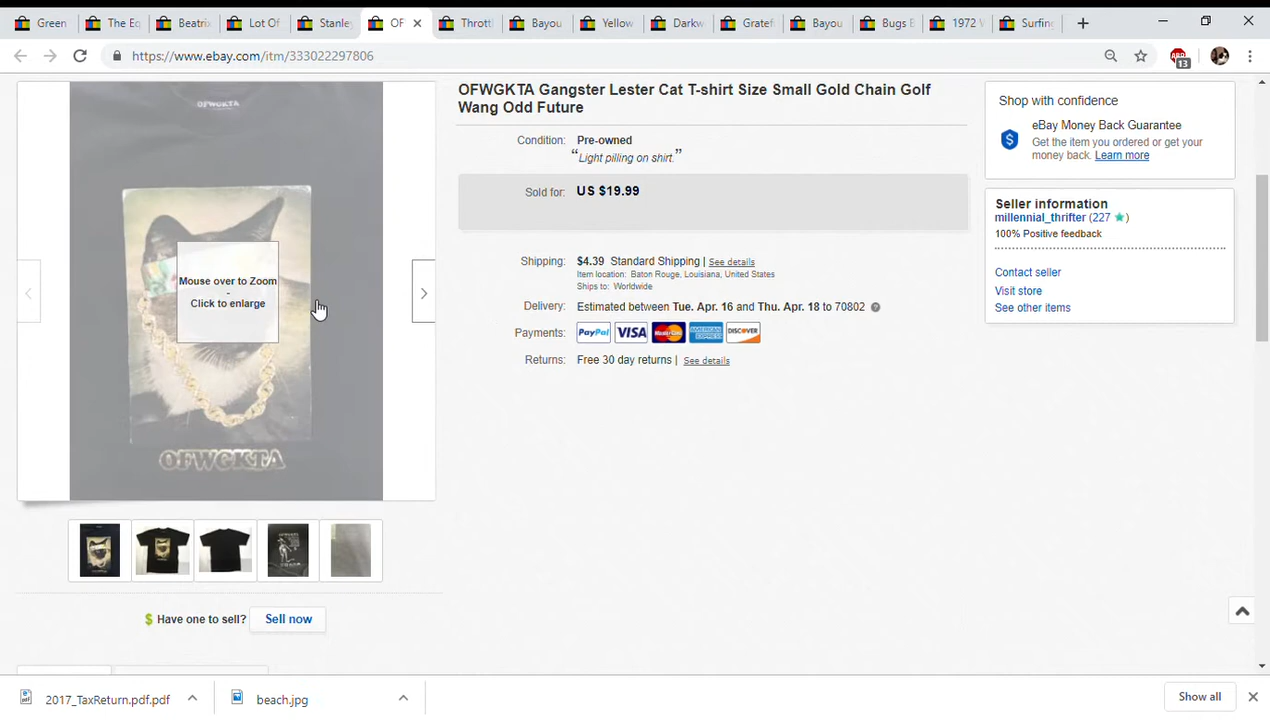 Green
The Eq
Beatrix
Lot Of
Stanley
OF
Thrott
Bayou
Yellow
Darkw
Gratef
Bayou
Bugs B
1972 V
Surfing
https://www.ebay.com/itm/333022297806
13
OFWGKTA
Mouse over to Zoom
-
Click to enlarge
OFWGKTA
Have one to sell? Sell now
OFWGKTA Gangster Lester Cat T-shirt Size Small Gold Chain Golf
Wang Odd Future
Condition: Pre-owned
“Light pilling on shirt.”
Sold for: US $19.99
Shipping: $4.39 Standard Shipping | See details
Item location: Baton Rouge, Louisiana, United States
Ships to: Worldwide
Delivery: Estimated between Tue. Apr. 16 and Thu. Apr. 18 to 70802
Payments: PayPal VISA MasterCard AMERICAN EXPRESS DISCOVER
Returns: Free 30 day returns | See details
Shop with confidence
eBay Money Back Guarantee
Get the item you ordered or get your
money back. Learn more
Seller information
millennial_thrifter (227 )
100% Positive feedback
Contact seller
Visit store
See other items
2017_TaxReturn.pdf.pdf
beach.jpg
Show all